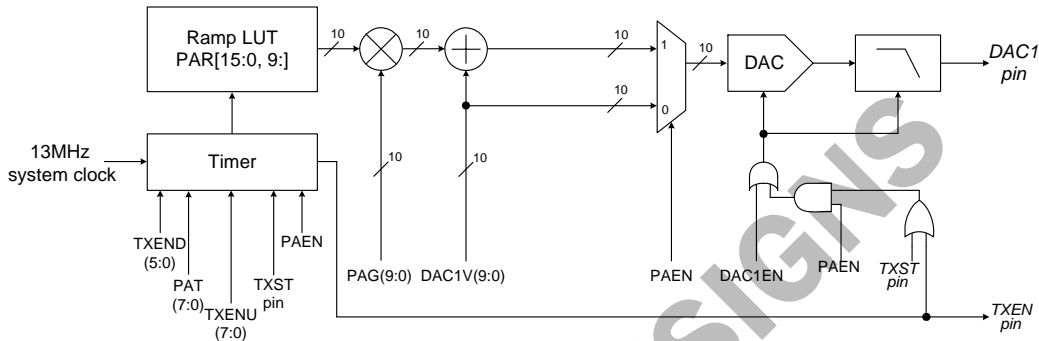 Ramp LUT
PAR[15:0, 9:]
10
10
10
1
10
DAC
DAC1
pin
10
0
13MHz
system clock
Timer
10
10
TXEND
(5:0)
PAT
(7:0)
TXENU
(7:0)
TXST
pin
PAEN
PAG(9:0)
DAC1V(9:0)
PAEN
DAC1EN
PAEN
TXST
pin
TXEN
pin
SIGNS